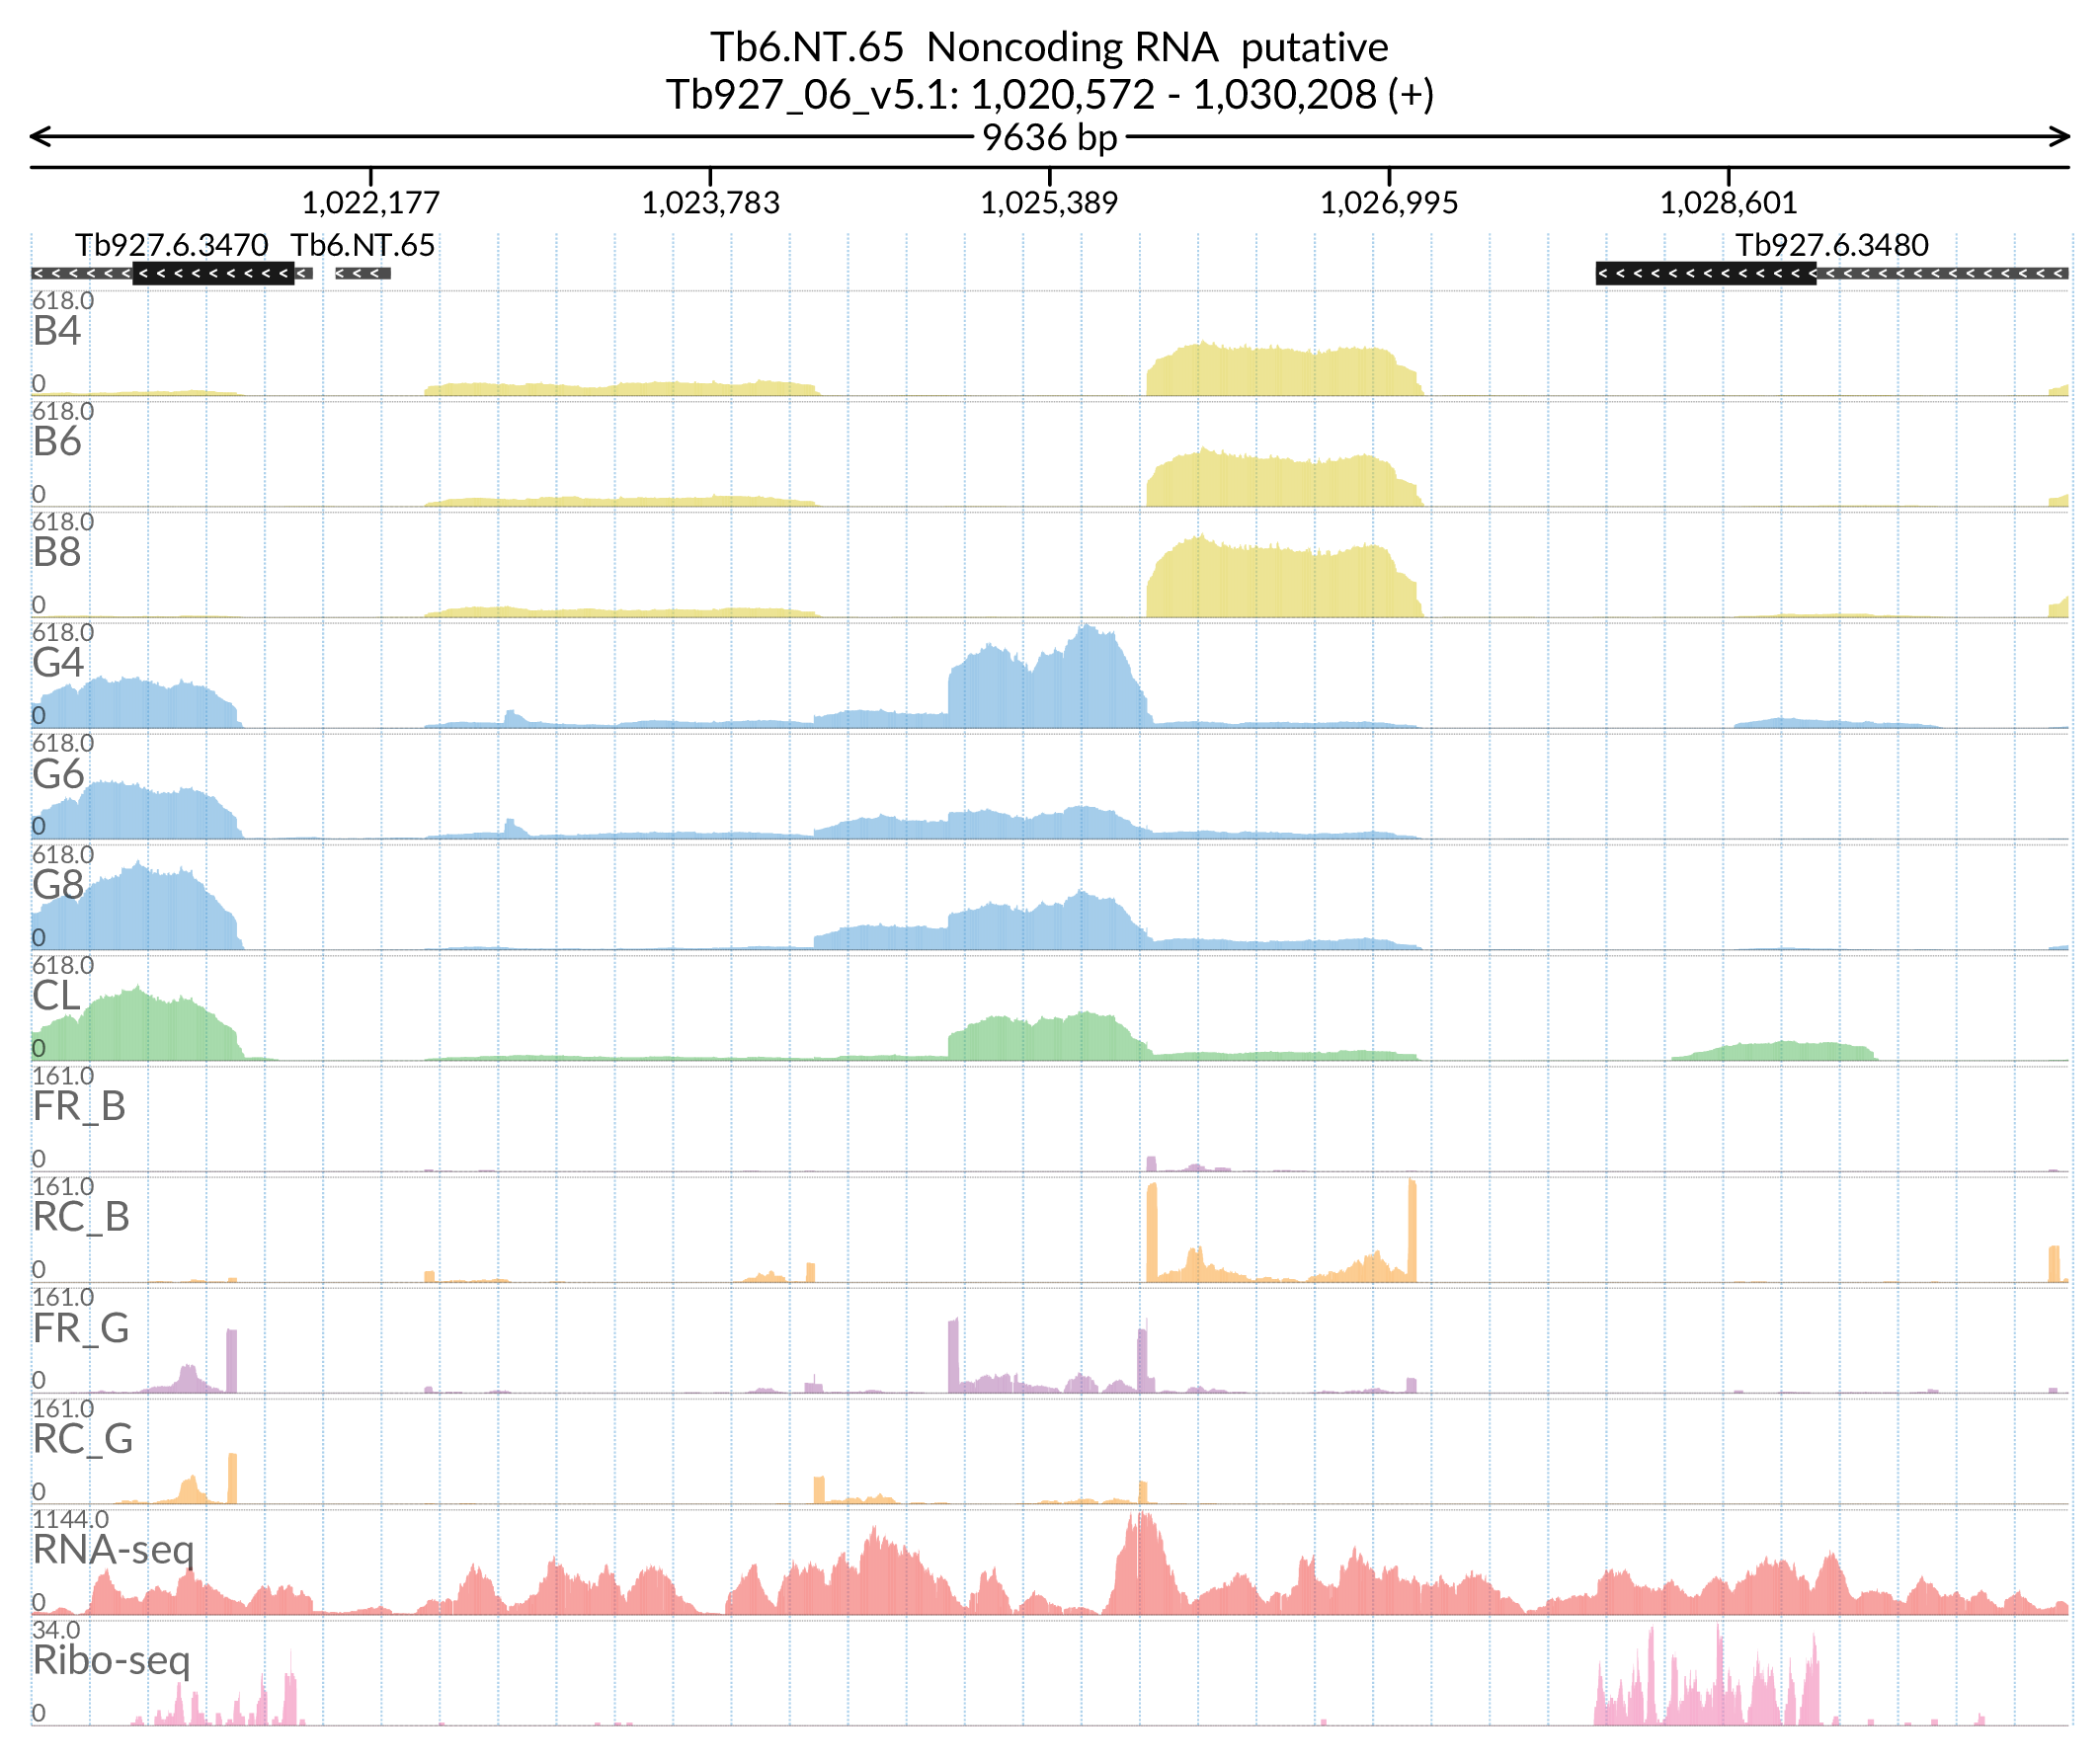 Tb6.NT.65 Noncoding RNA putative
Tb927_06_v5.1: 1,020,572 - 1,030,208 (+)
9636 bp
1,022,177 1,023,783 1,025,389 1,026,995 1,028,601
Tb927.6.3470 Tb6.NT.65 Tb927.6.3480
618.0
B4
0
618.0
B6
0
618.0
B8
0
618.0
G4
0
618.0
G6
0
618.0
G8
0
618.0
CL
0
161.0
FR_B
0
161.0
RC_B
0
161.0
FR_G
0
161.0
RC_G
0
1144.0
RNA-seq
0
34.0
Ribo-seq
0